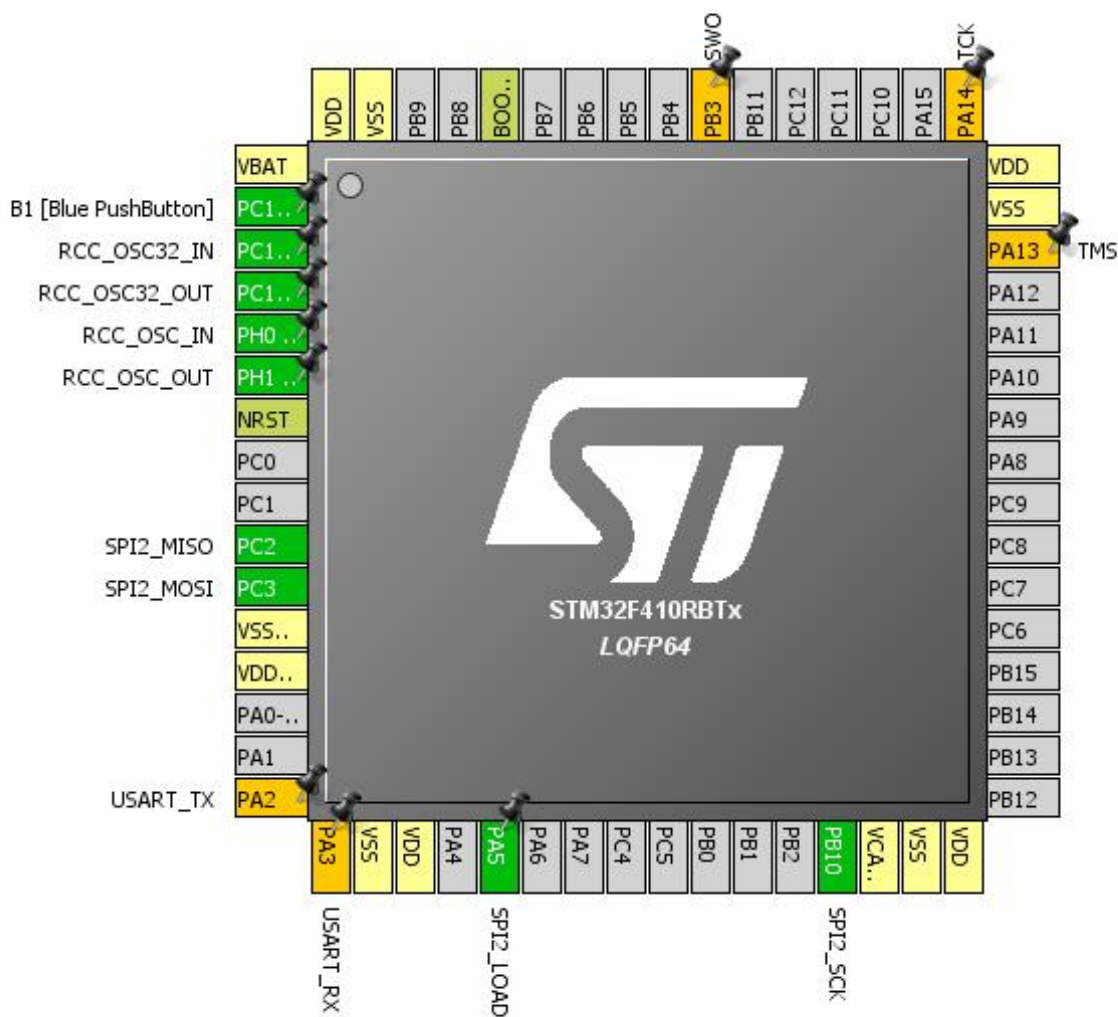 SWO
TCK
VDD
VSS
PB9
PB8
BOO..
PB7
PB6
PB5
PB4
PB3
PB11
PC12
PC11
PC10
PA15
PA14
VBAT
B1 [Blue PushButton] PC1..
RCC_OSC32_IN PC1..
RCC_OSC32_OUT PC1..
RCC_OSC_IN PH0 ..
RCC_OSC_OUT PH1 ..
NRST
PC0
PC1
SPI2_MISO PC2
SPI2_MOSI PC3
VSS..
VDD..
PA0-..
PA1
USART_TX PA2
ST
STM32F410RBTx
LQFP64
VDD
VSS
PA13 TMS
PA12
PA11
PA10
PA9
PA8
PC9
PC8
PC7
PC6
PB15
PB14
PB13
PB12
PA3
VSS
VDD
PA4
PA5
PA6
PA7
PC4
PC5
PB0
PB1
PB2
PB10
VCA..
VSS
VDD
USART_RX
SPI2_LOAD
SPI2_SCK